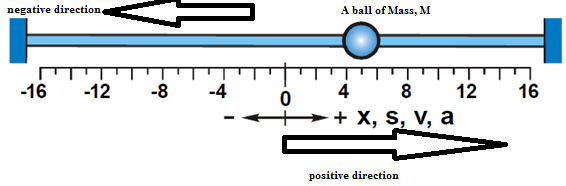 negative direction
A ball of Mass, M
-16 -12 -8 -4 0 4 8 12 16
- + x, s, v, a
positive direction